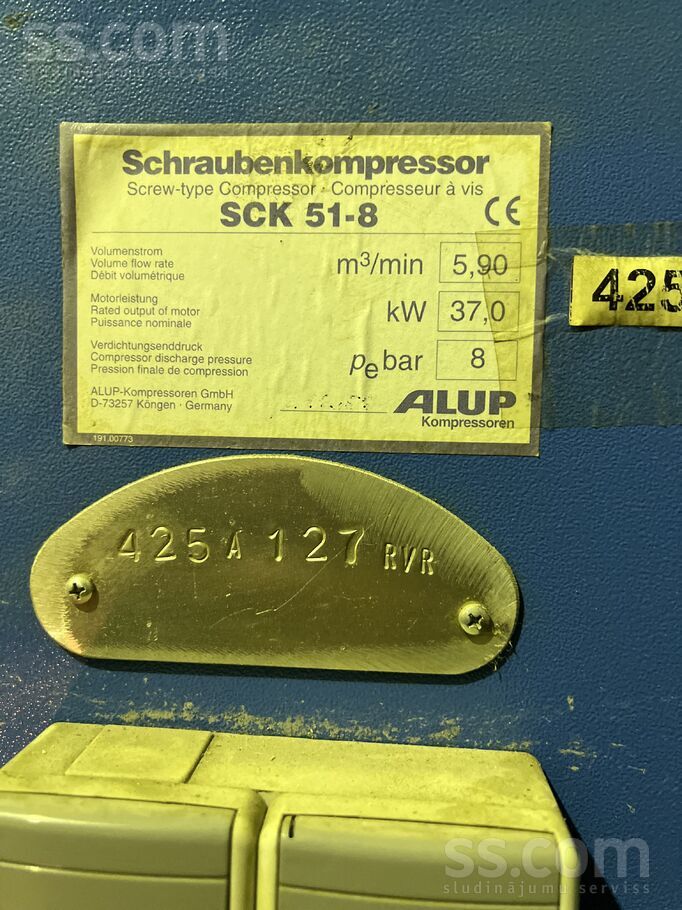 ss.com
sludinājumu serviss
Schraubenkompressor
Screw-type Compressor · Compresseur à vis
SCK 51-8 CE
Volumenstrom
Volume flow rate
Débit volumétrique
m³/min 5,90
425
Motorleistung
Rated output of motor
Puissance nominale
kW 37,0
Verdichtungsenddruck
Compressor discharge pressure
Pression finale de compression
pe bar 8
ALUP-Kompressoren GmbH
D-73257 Köngen · Germany
ALUP
Kompressoren
191.00773
425 A 127 RVR
ss.com
sludinājumu serviss